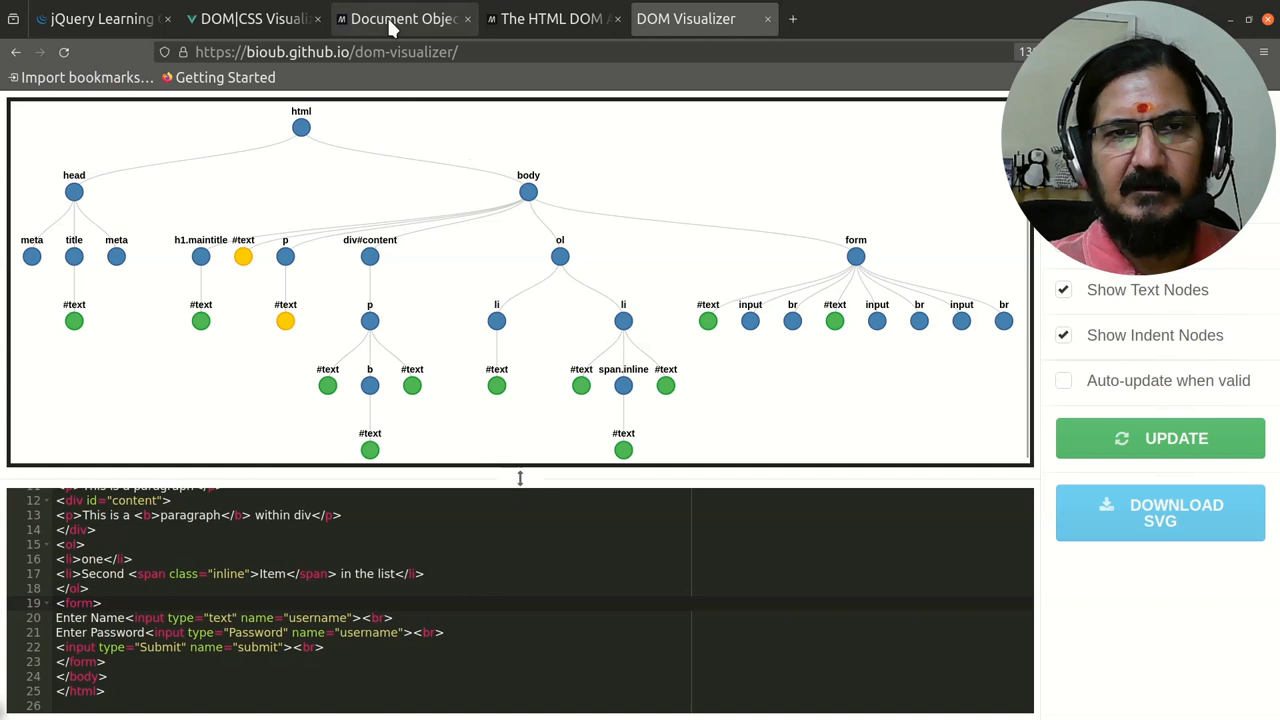 jQuery Learning
DOM|CSS Visuali
Document Objec
The HTML DOM
DOM Visualizer
https://bioub.github.io/dom-visualizer/
Import bookmarks…
Getting Started
html
head
body
meta
title
meta
h1.maintitle
#text
p
div#content
ol
form
#text
#text
#text
p
li
li
#text
input
br
#text
input
br
input
br
#text
b
#text
#text
#text
span.inline
#text
#text
#text
12 <div id="content">
13 <p>This is a <b>paragraph</b> within div</p>
14 </div>
15 <ol>
16 <li>one</li>
17 <li>Second <span class="inline">Item</span> in the list</li>
18 </ol>
19 <form>
20 Enter Name<input type="text" name="username"><br>
21 Enter Password<input type="Password" name="username"><br>
22 <input type="Submit" name="submit"><br>
23 </form>
24 </body>
25 </html>
26
Show Text Nodes
Show Indent Nodes
Auto-update when valid
UPDATE
DOWNLOAD
SVG